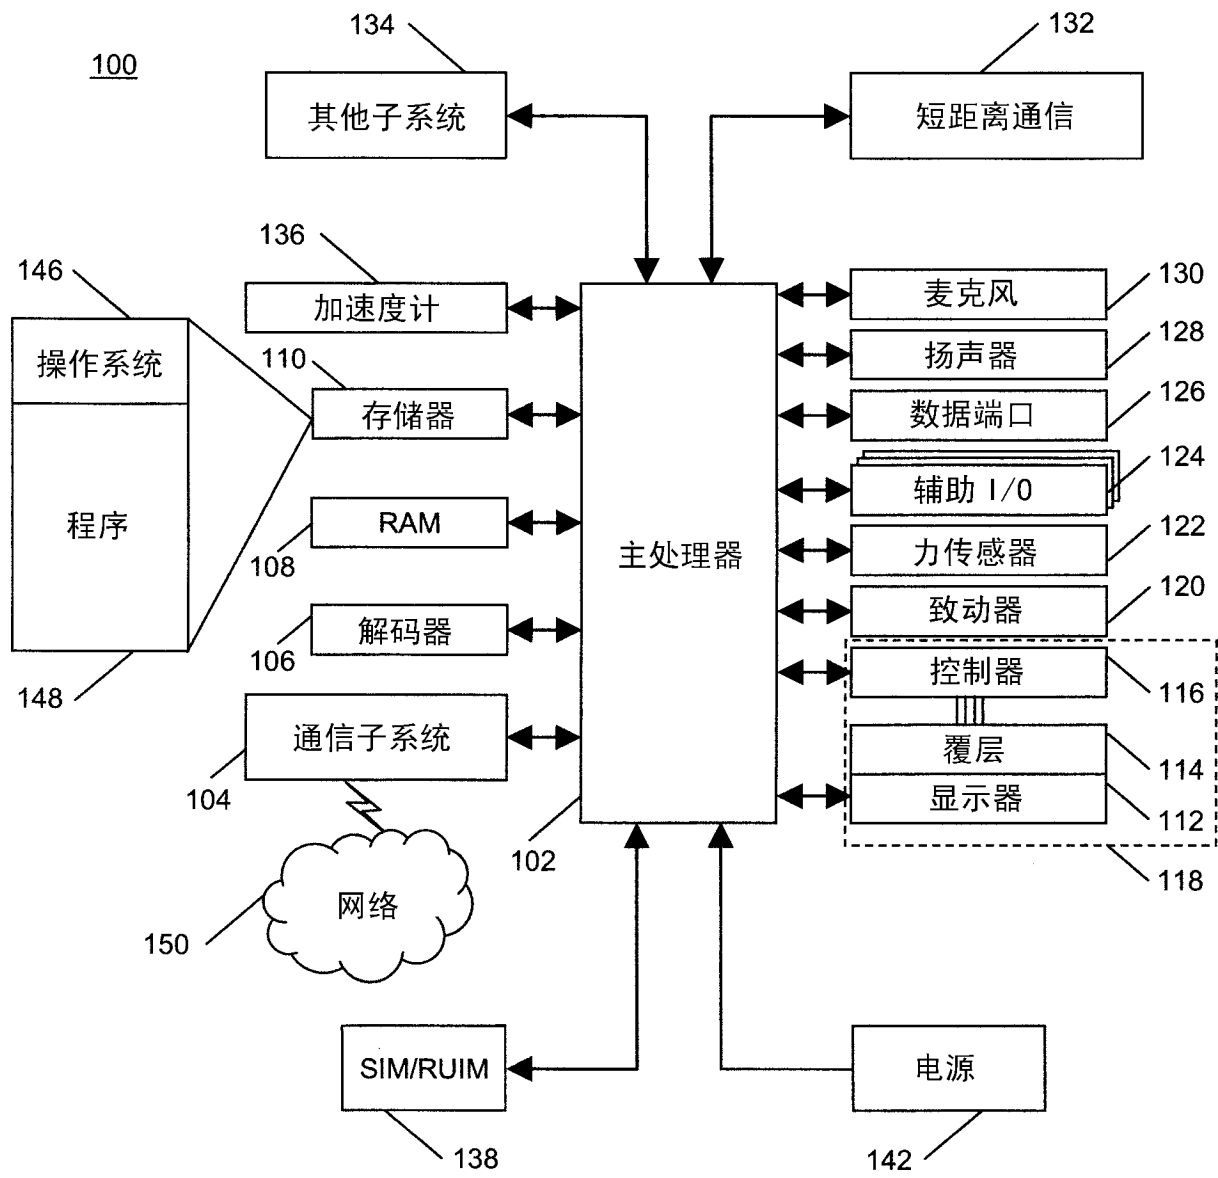 134
132
100
其他子系统
短距离通信
136
146
加速度计
麦克风
130
操作系统
110
扬声器
128
存储器
数据端口
126
辅助 I/O
124
程序
RAM
108
主处理器
力传感器
122
致动器
120
解码器
106
控制器
116
148
通信子系统
104
覆层
114
显示器
112
102
118
网络
150
SIM/RUIM
电源
138
142